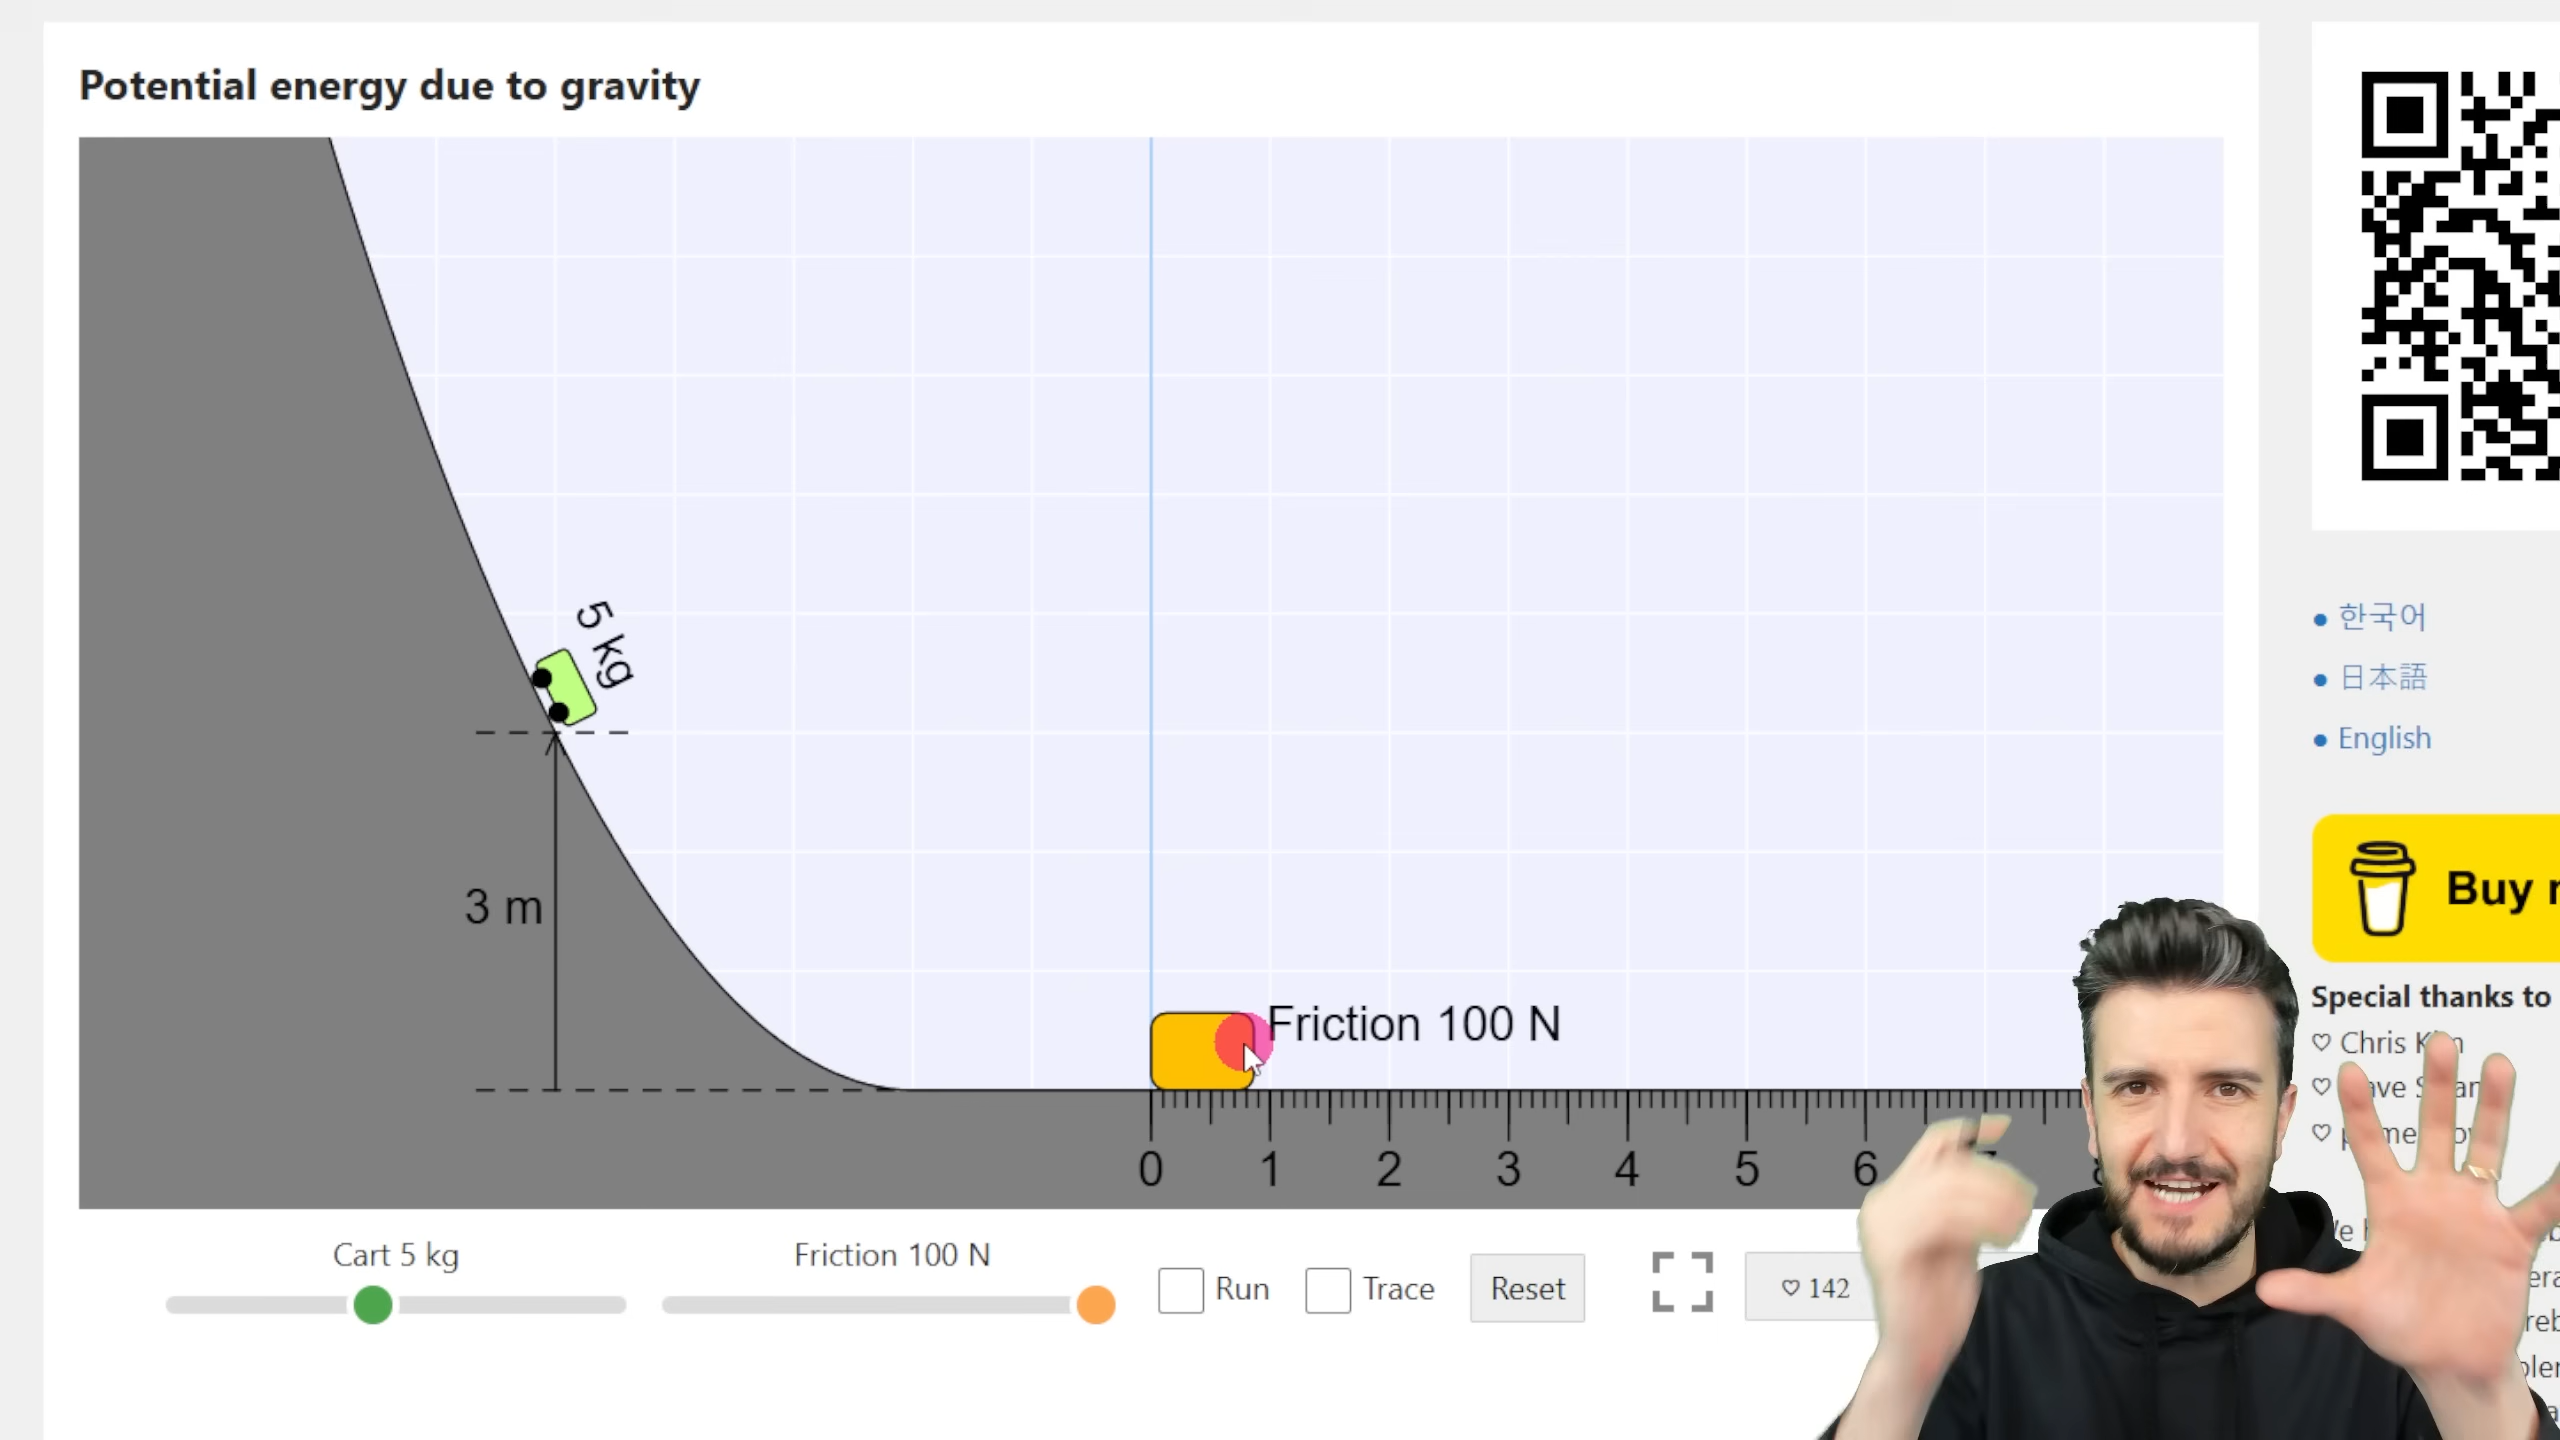 Potential energy due to gravity
5 kg
3 m
Friction 100 N
0 1 2 3 4 5 6
Cart 5 kg
Friction 100 N
Run
Trace
Reset
♡ 142
한국어
日本語
English
Buy
Special thanks to
♡ Chris